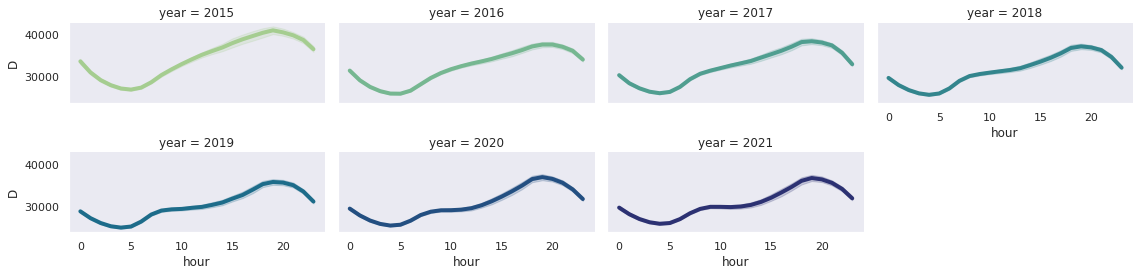 year = 2015
year = 2016
year = 2017
year = 2018
40000
30000
D
0 5 10 15 20
hour
year = 2019
year = 2020
year = 2021
40000
30000
D
0 5 10 15 20
0 5 10 15 20
0 5 10 15 20
hour
hour
hour